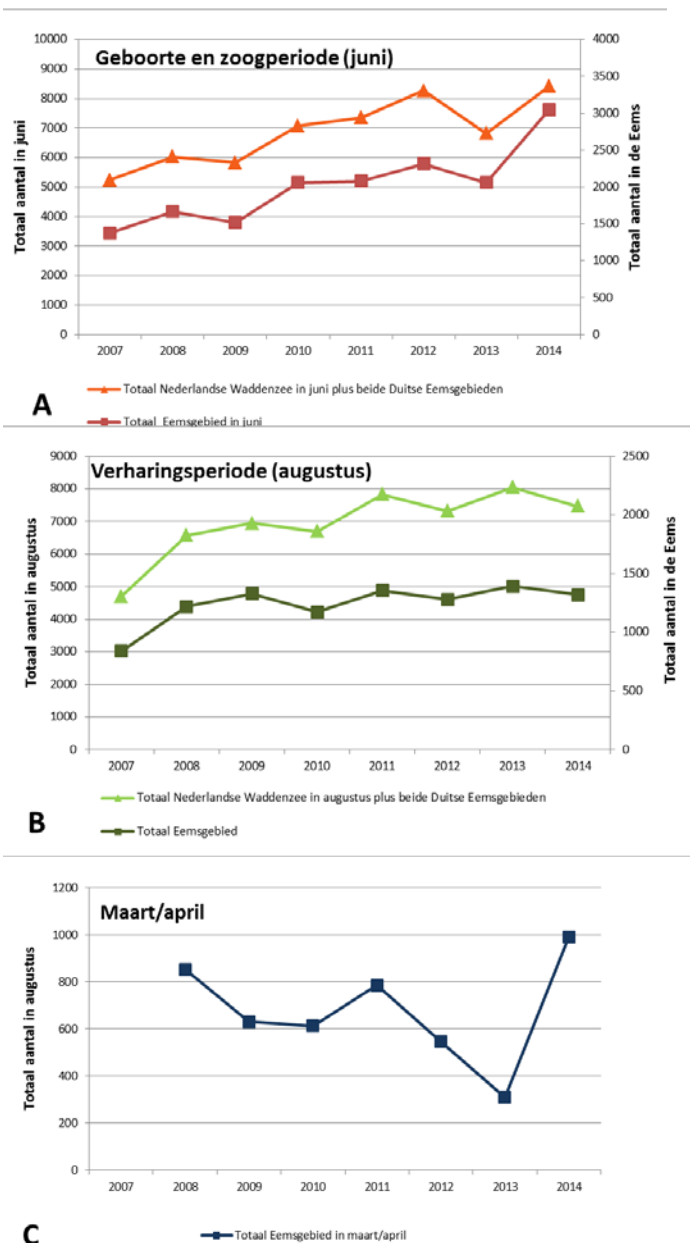 Geboorte en zoogperiode (juni)
Totaal aantal in juni
10000
9000
8000
7000
6000
5000
4000
3000
2000
1000
0
4000
3500
3000
2500
2000
1500
1000
500
0
Totaal aantal in de Eems
2007 2008 2009 2010 2011 2012 2013 2014
Totaal Nederlandse Waddenzee in juni plus beide Duitse Eemsgebieden
Totaal Eemsgebied in juni
A
Verharingsperiode (augustus)
Totaal aantal in augustus
9000
8000
7000
6000
5000
4000
3000
2000
1000
0
2500
2000
1500
1000
500
0
Totaal aantal in de Eems
2007 2008 2009 2010 2011 2012 2013 2014
Totaal Nederlandse Waddenzee in augustus plus beide Duitse Eemsgebieden
Totaal Eemsgebied
B
Maart/april
Totaal aantal in augustus
1200
1000
800
600
400
200
0
2007 2008 2009 2010 2011 2012 2013 2014
Totaal Eemsgebied in maart/april
C